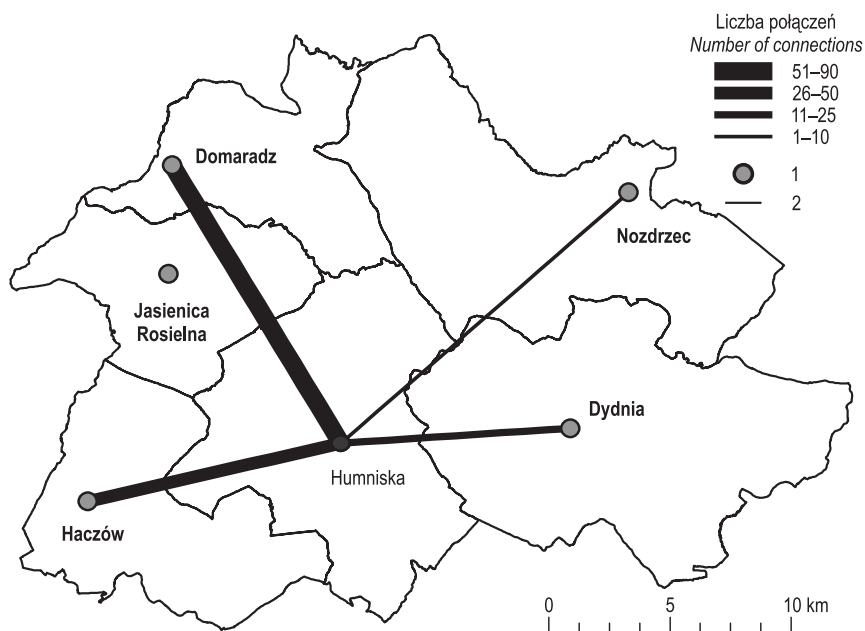 Liczba połączeń
Number of connections
51–90
26–50
11–25
1–10
1
2
Domaradz
Nozdrzec
Jasienica
Rosielna
Dydnia
Humniska
Haczów
0 5 10 km